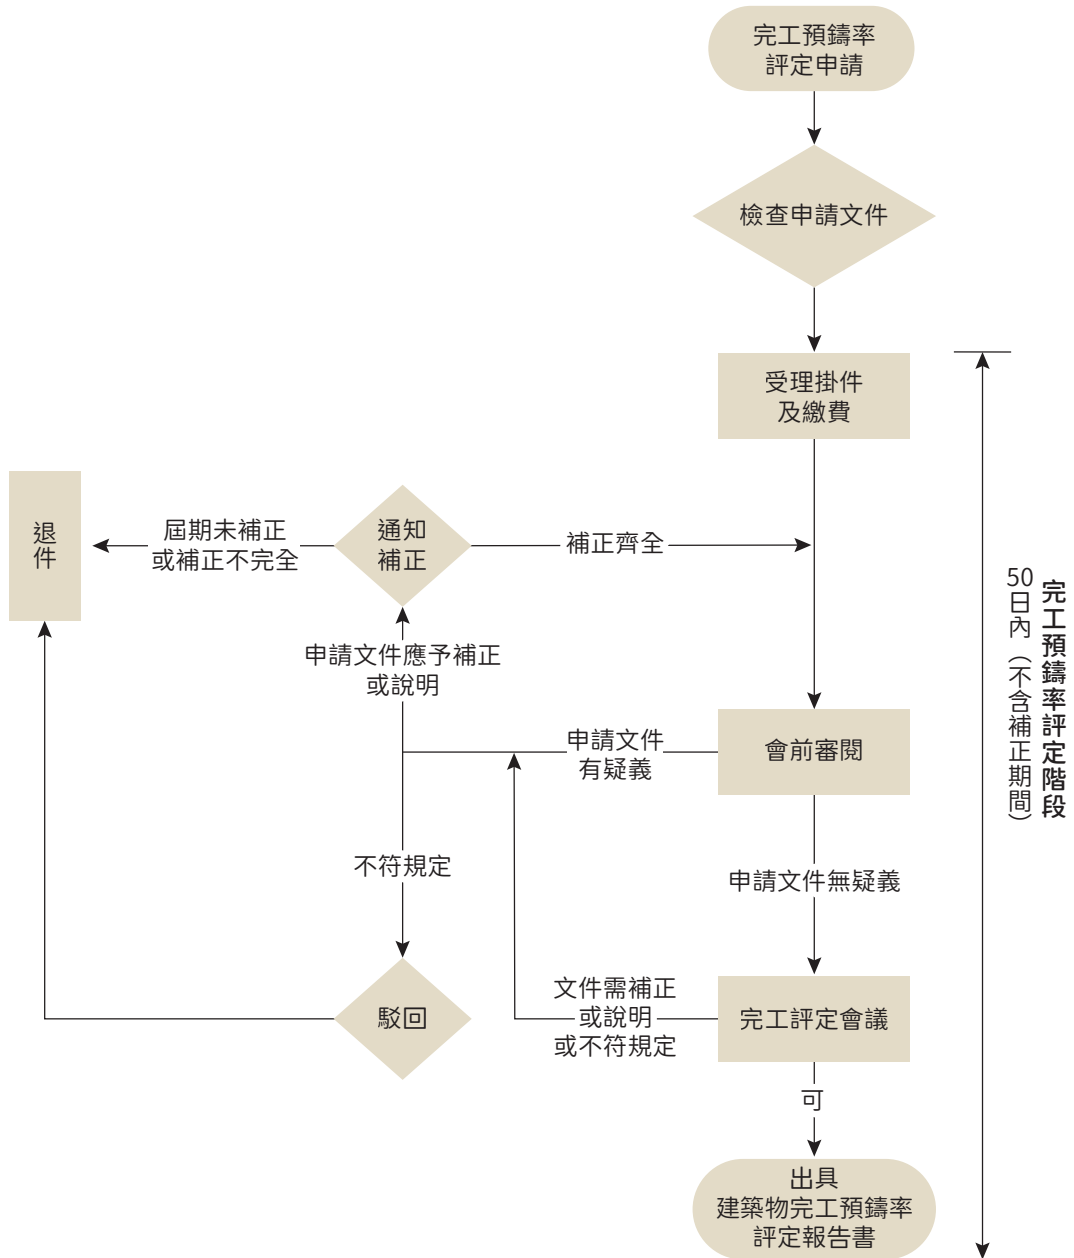 完工預鑄率
評定申請
檢查申請文件
受理掛件
及繳費
退件
屆期未補正
或補正不完全
通知
補正
補正齊全
申請文件應予補正
或說明
申請文件
有疑義
會前審閱
不符規定
申請文件無疑義
駁回
文件需補正
或說明
或不符規定
完工評定會議
可
出具
建築物完工預鑄率
評定報告書
完工預鑄率評定階段
50日內（不含補正期間）